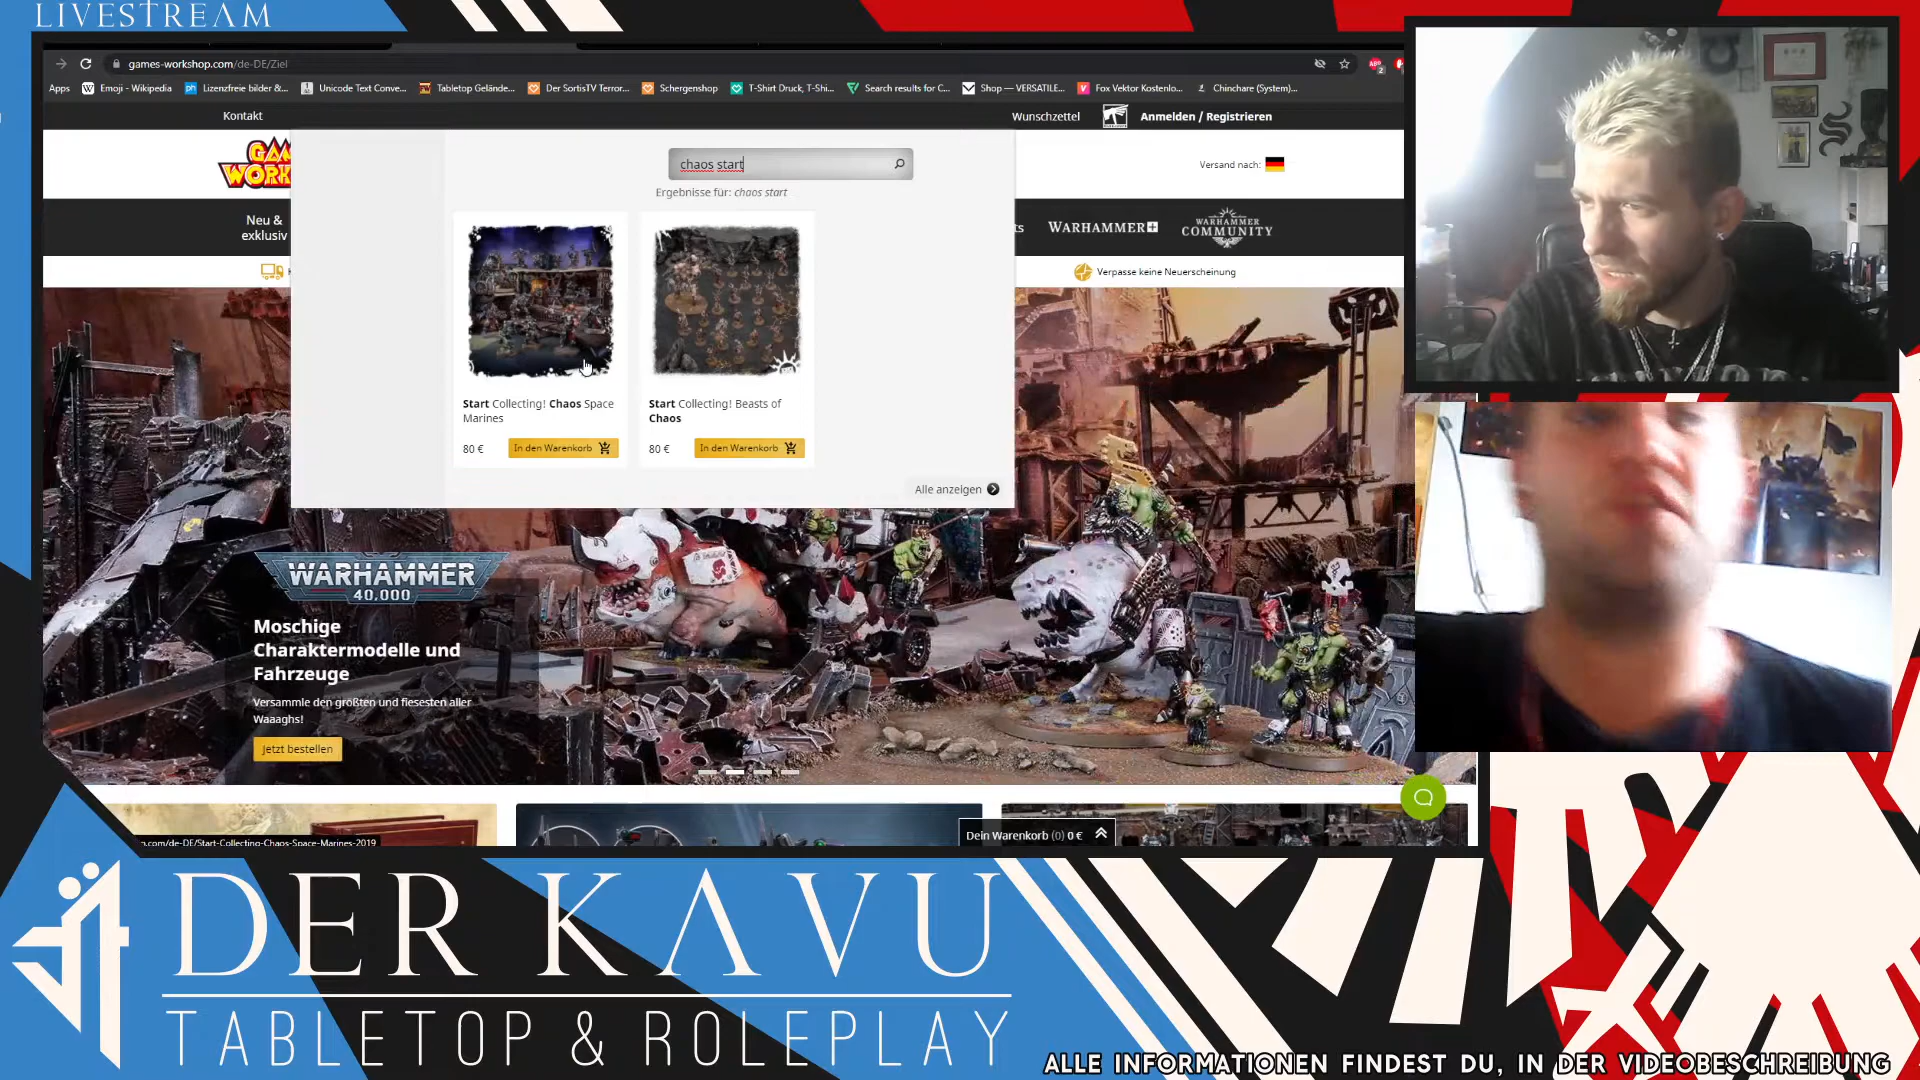 LIVESTREAM
games-workshop.com/de-DE/Ziel
Apps
Emoji - Wikipedia
Lizenzfreie bilder &...
Unicode Text Conve...
Tabletop Gelände...
Der SortisTV Terror...
Schergenshop
T-Shirt Druck, T-Shi...
Search results for C...
Shop — VERSATILE...
Fox Vektor Kostenlo...
Chinchare (System)...
Kontakt
Wunschzettel
Anmelden / Registrieren
chaos start
Versand nach:
Ergebnisse für: chaos start
Neu &
exklusiv
ts
WARHAMMER+
WARHAMMER
COMMUNITY
Verpasse keine Neuerscheinung
Start Collecting! Chaos Space
Marines
80 €
In den Warenkorb
Start Collecting! Beasts of
Chaos
80 €
In den Warenkorb
Alle anzeigen
WARHAMMER
40,000
Moschige
Charaktermodelle und
Fahrzeuge
Versammle den größten und fiesesten aller
Waaaghs!
Jetzt bestellen
Dein Warenkorb (0) 0 €
.com/de-DE/Start-Collecting-Chaos-Space-Marines-2019
DER KAVU
TABLETOP & ROLEPLAY
ALLE INFORMATIONEN FINDEST DU, IN DER VIDEOBESCHREIBUNG